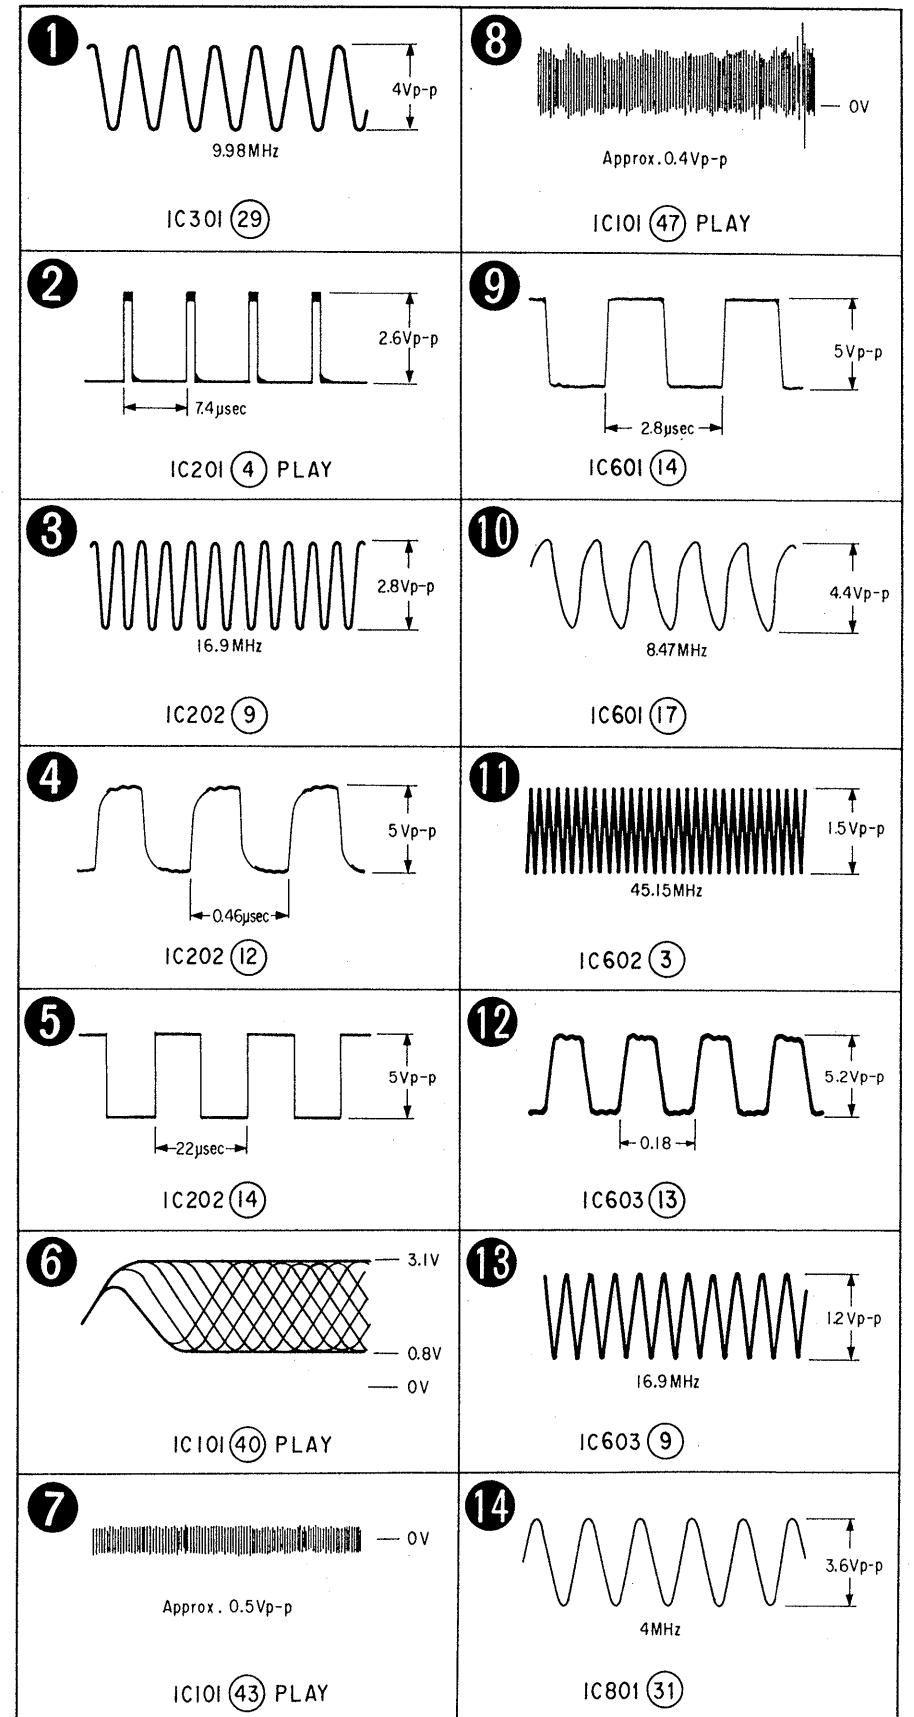 1
4Vp-p
9.98MHz
IC301 29
2
2.6Vp-p
7.4µsec
IC201 4 PLAY
3
2.8Vp-p
16.9MHz
IC202 9
4
5Vp-p
0.46µsec
IC202 12
5
5Vp-p
22µsec
IC202 14
6
3.1V
0.8V
0V
IC101 40 PLAY
7
0V
Approx. 0.5Vp-p
IC101 43 PLAY
8
0V
Approx. 0.4Vp-p
IC101 47 PLAY
9
5Vp-p
2.8µsec
IC601 14
10
4.4Vp-p
8.47MHz
IC601 17
11
1.5Vp-p
45.15MHz
IC602 3
12
5.2Vp-p
0.18
IC603 13
13
1.2Vp-p
16.9MHz
IC603 9
14
3.6Vp-p
4MHz
IC801 31